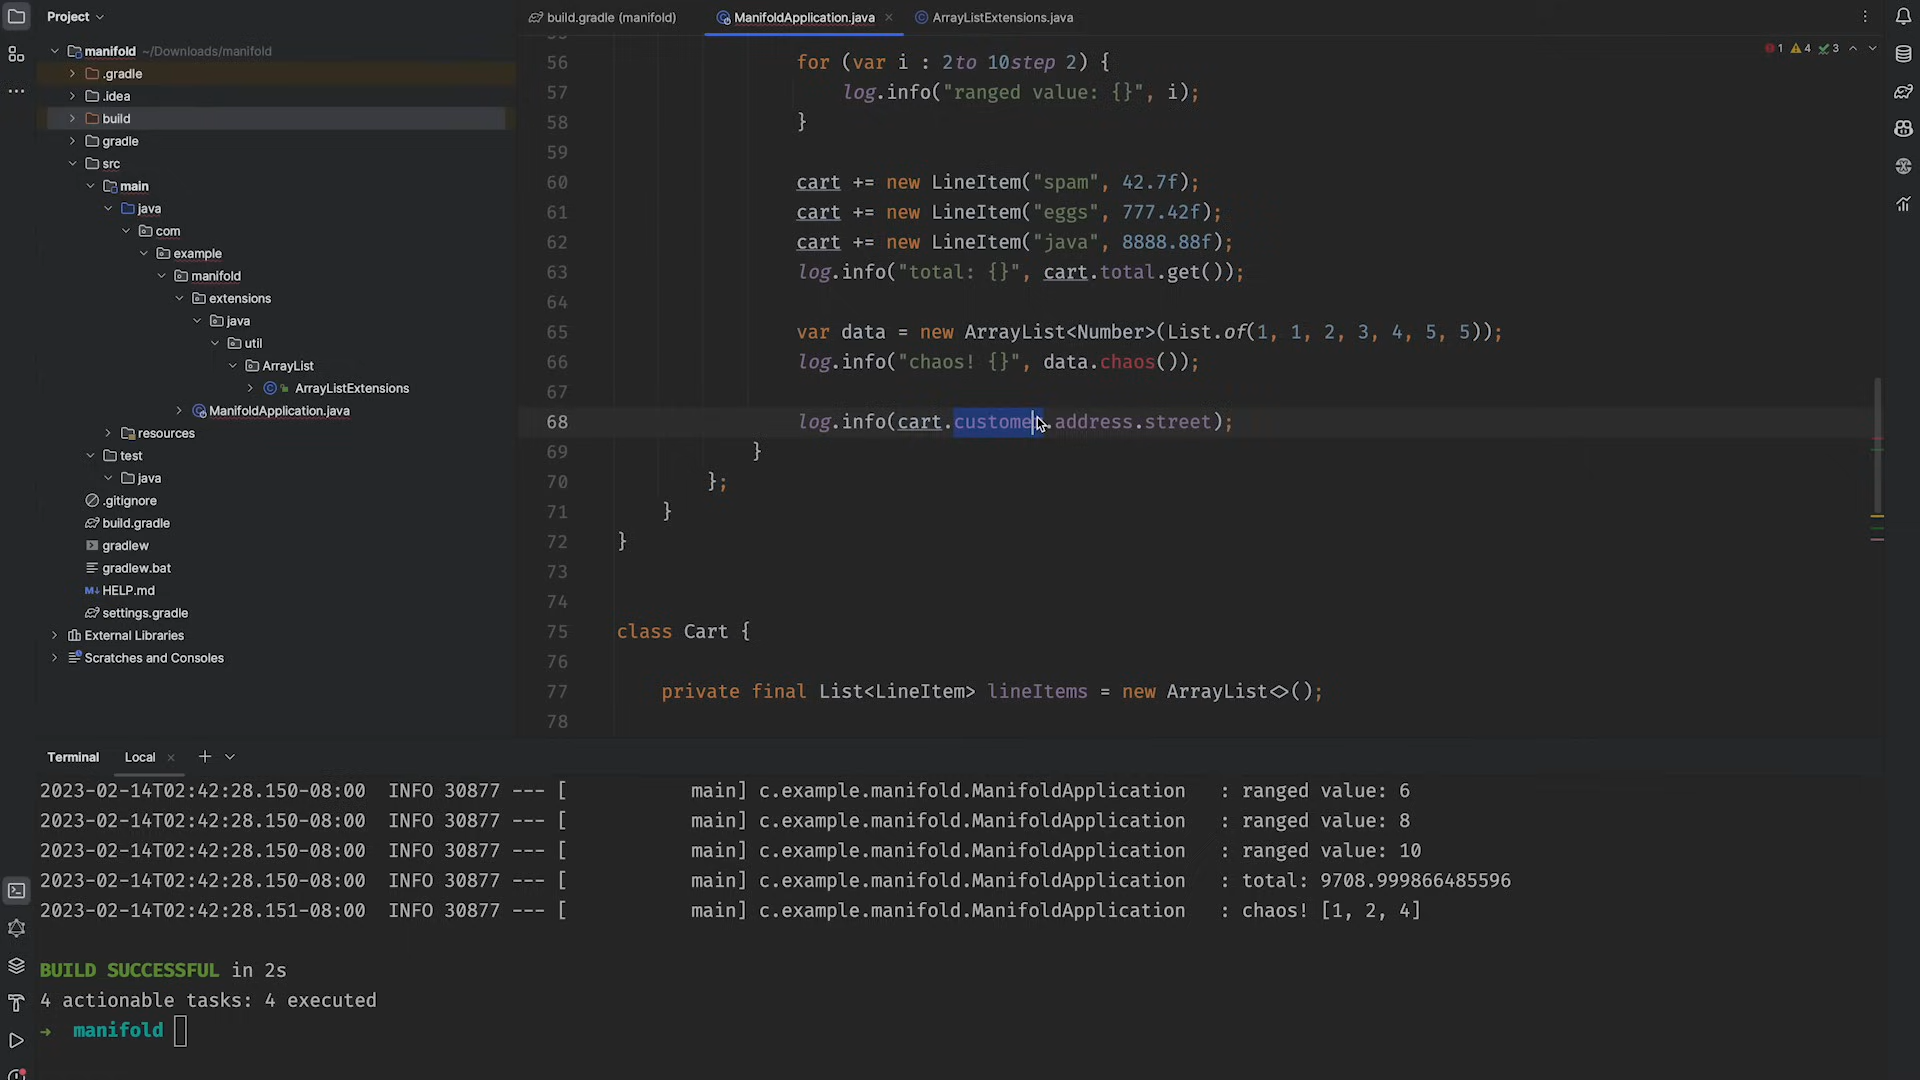 Project
build.gradle (manifold)
ManifoldApplication.java
ArrayListExtensions.java
manifold ~/Downloads/manifold
.gradle
.idea
build
gradle
src
main
java
com
example
manifold
extensions
java
util
ArrayList
ArrayListExtensions
ManifoldApplication.java
resources
test
java
.gitignore
build.gradle
gradlew
gradlew.bat
HELP.md
settings.gradle
External Libraries
Scratches and Consoles
1 4 3
56 for (var i : 2to 10step 2) {
57 log.info("ranged value: {}", i);
58 }
59
60 cart += new LineItem("spam", 42.7f);
61 cart += new LineItem("eggs", 777.42f);
62 cart += new LineItem("java", 8888.88f);
63 log.info("total: {}", cart.total.get());
64
65 var data = new ArrayList<Number>(List.of(1, 1, 2, 3, 4, 5, 5));
66 log.info("chaos! {}", data.chaos());
67
68 log.info(cart.customer.address.street);
69 }
70 };
71 }
72 }
73
74
75 class Cart {
76
77 private final List<LineItem> lineItems = new ArrayList<>();
78
Terminal Local
2023-02-14T02:42:28.150-08:00 INFO 30877 --- [ main] c.example.manifold.ManifoldApplication : ranged value: 6
2023-02-14T02:42:28.150-08:00 INFO 30877 --- [ main] c.example.manifold.ManifoldApplication : ranged value: 8
2023-02-14T02:42:28.150-08:00 INFO 30877 --- [ main] c.example.manifold.ManifoldApplication : ranged value: 10
2023-02-14T02:42:28.150-08:00 INFO 30877 --- [ main] c.example.manifold.ManifoldApplication : total: 9708.999866485596
2023-02-14T02:42:28.151-08:00 INFO 30877 --- [ main] c.example.manifold.ManifoldApplication : chaos! [1, 2, 4]
BUILD SUCCESSFUL in 2s
4 actionable tasks: 4 executed
→ manifold